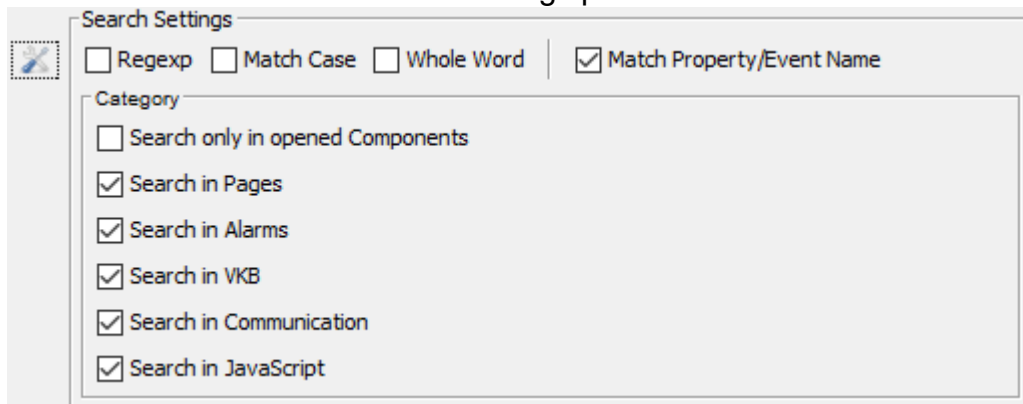 Search Settings
Regexp Match Case Whole Word Match Property/Event Name
Category
Search only in opened Components
Search in Pages
Search in Alarms
Search in VKB
Search in Communication
Search in JavaScript